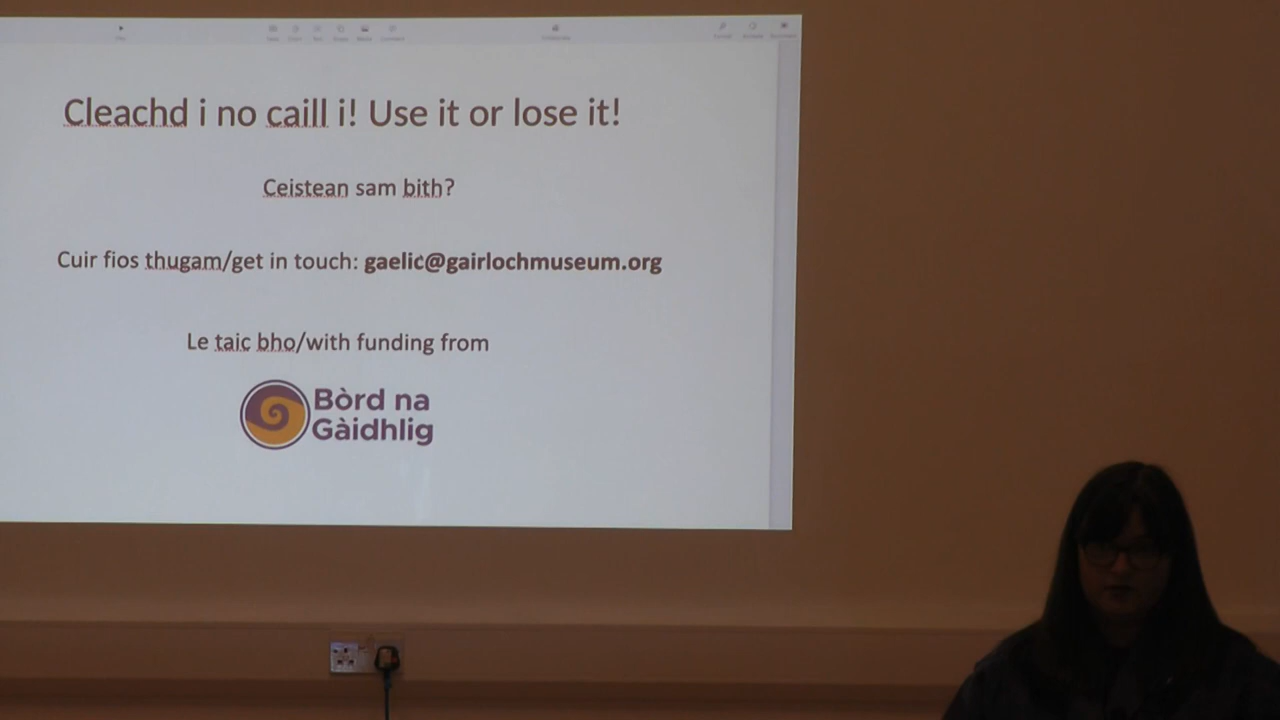 Cleachd i no caill i! Use it or lose it!
Ceistean sam bith?
Cuir fios thugam/get in touch: gaelic@gairlochmuseum.org
Le taic bho/with funding from
Bòrd na
Gàidhlig